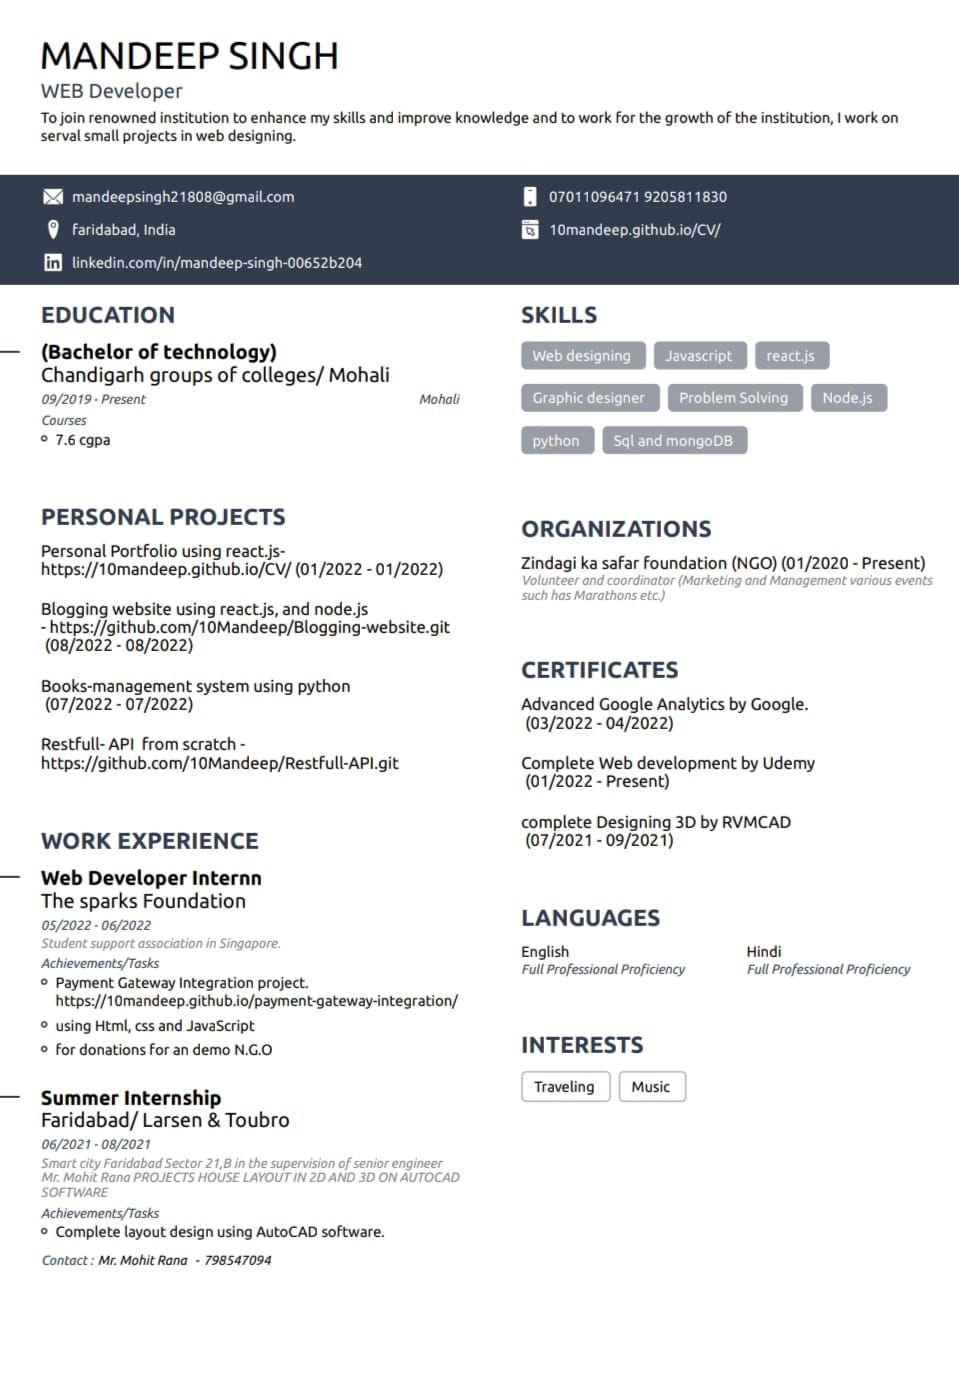 MANDEEP SINGH
WEB Developer
To join renowned institution to enhance my skills and improve knowledge and to work for the growth of the institution, I work on
serval small projects in web designing.
mandeepsingh21808@gmail.com
07011096471 9205811830
faridabad, India
10mandeep.github.io/CV/
linkedin.com/in/mandeep-singh-00652b204
EDUCATION
(Bachelor of technology)
Chandigarh groups of colleges/ Mohali
09/2019 - Present Mohali
Courses
7.6 cgpa
PERSONAL PROJECTS
Personal Portfolio using react.js-
https://10mandeep.github.io/CV/ (01/2022 - 01/2022)
Blogging website using react.js, and node.js
- https://github.com/10Mandeep/Blogging-website.git
(08/2022 - 08/2022)
Books-management system using python
(07/2022 - 07/2022)
Restfull- API from scratch -
https://github.com/10Mandeep/Restfull-API.git
WORK EXPERIENCE
Web Developer Internn
The sparks Foundation
05/2022 - 06/2022
Student support association in Singapore.
Achievements/Tasks
Payment Gateway Integration project.
https://10mandeep.github.io/payment-gateway-integration/
using Html, css and JavaScript
for donations for an demo N.G.O
Summer Internship
Faridabad/ Larsen & Toubro
06/2021 - 08/2021
Smart city Faridabad Sector 21,B in the supervision of senior engineer
Mr. Mohit Rana PROJECTS HOUSE LAYOUT IN 2D AND 3D ON AUTOCAD
SOFTWARE
Achievements/Tasks
Complete layout design using AutoCAD software.
Contact : Mr. Mohit Rana - 798547094
SKILLS
Web designing Javascript react.js
Graphic designer Problem Solving Node.js
python Sql and mongoDB
ORGANIZATIONS
Zindagi ka safar foundation (NGO) (01/2020 - Present)
Volunteer and coordinator (Marketing and Management various events
such has Marathons etc.)
CERTIFICATES
Advanced Google Analytics by Google.
(03/2022 - 04/2022)
Complete Web development by Udemy
(01/2022 - Present)
complete Designing 3D by RVMCAD
(07/2021 - 09/2021)
LANGUAGES
English Hindi
Full Professional Proficiency Full Professional Proficiency
INTERESTS
Traveling Music